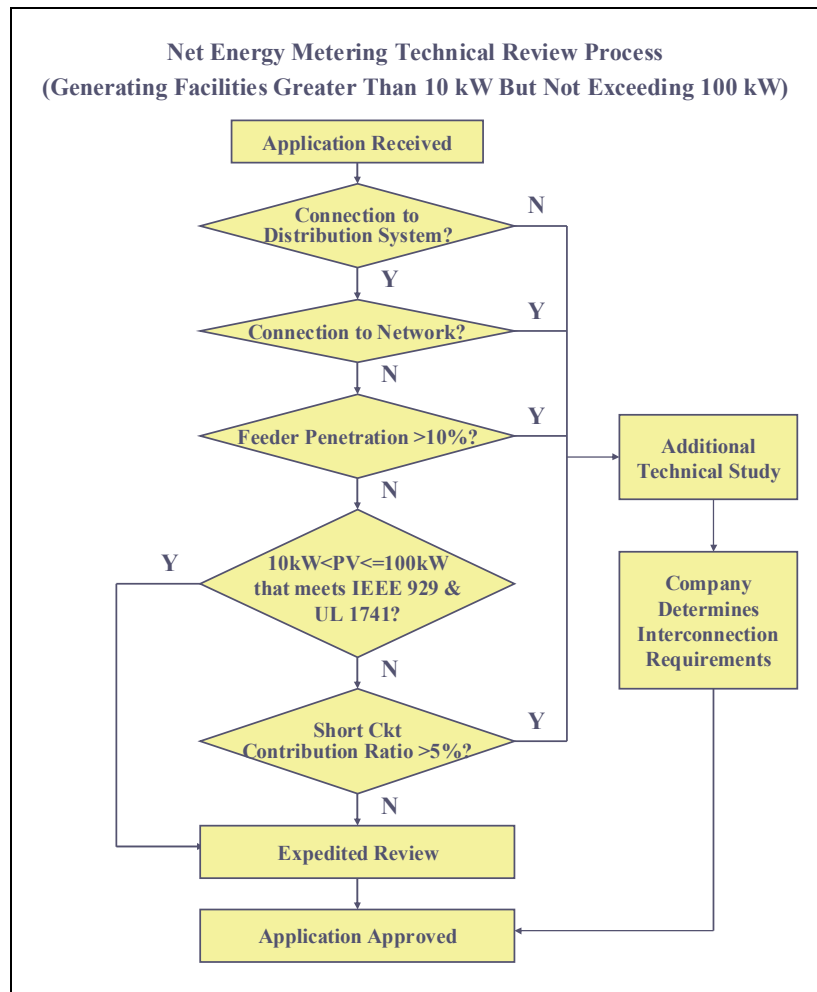 Net Energy Metering Technical Review Process
(Generating Facilities Greater Than 10 kW But Not Exceeding 100 kW)
Application Received
Connection to
Distribution System?
N
Y
Connection to Network?
Y
N
Feeder Penetration >10%?
Y
N
Additional
Technical Study
Y
10kW<PV<=100kW
that meets IEEE 929 &
UL 1741?
N
Company
Determines
Interconnection
Requirements
Short Ckt
Contribution Ratio >5%?
Y
N
Expedited Review
Application Approved